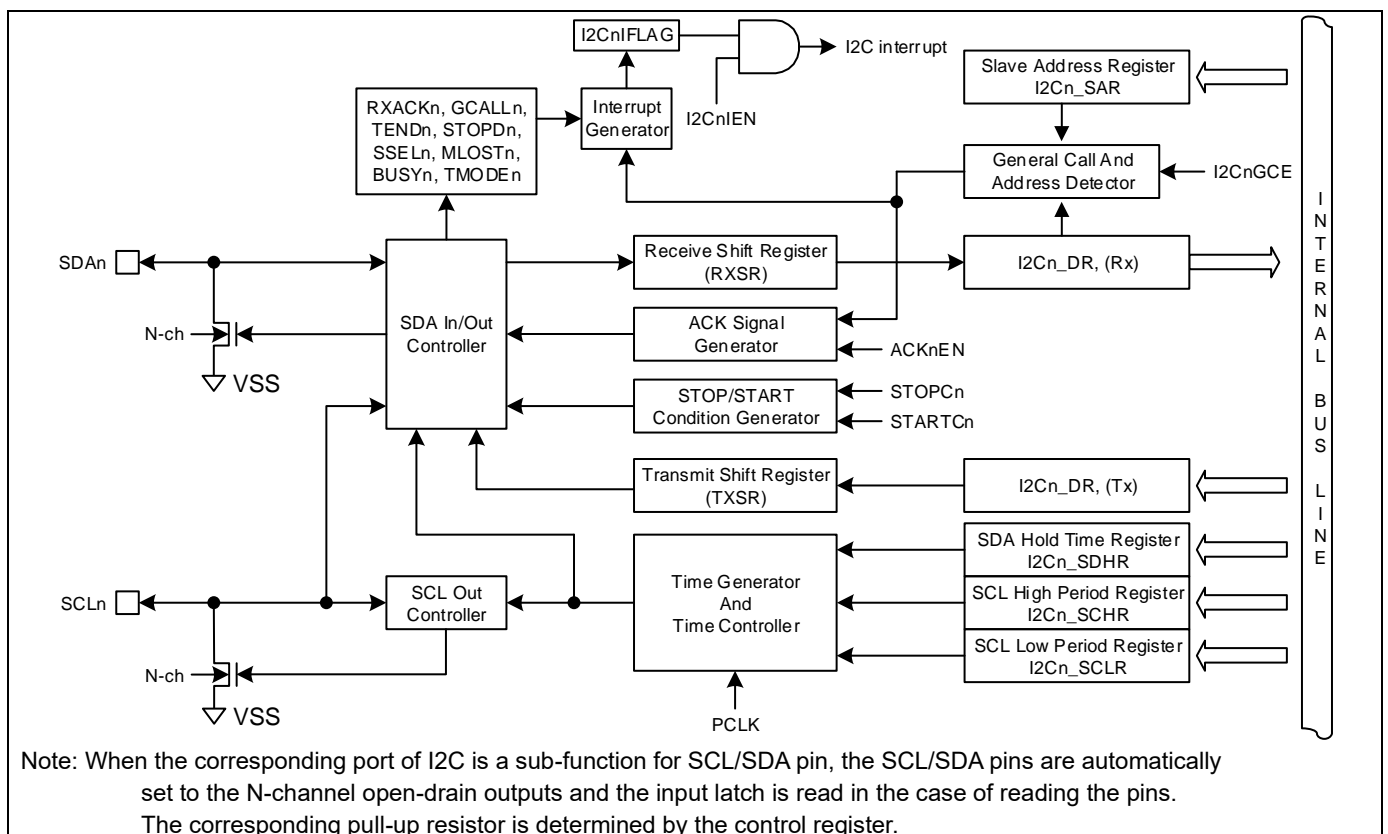 I2CnIFLAG
I2C interrupt
Slave Address Register
I2Cn_SAR
RXACKn, GCALLn,
TENDn, STOPDn,
SSELn, MLOSTn,
BUSYn, TMODEn
Interrupt
Generator
I2CnIEN
General Call And
Address Detector
I2CnGCE
SDAn
Receive Shift Register
(RXSR)
I2Cn_DR, (Rx)
N-ch
VSS
SDA In/Out
Controller
ACK Signal
Generator
ACKnEN
STOP/START
Condition Generator
STOPCn
STARTCn
Transmit Shift Register
(TXSR)
I2Cn_DR, (Tx)
SDA Hold Time Register
I2Cn_SDHR
SCLn
SCL Out
Controller
Time Generator
And
Time Controller
SCL High Period Register
I2Cn_SCHR
SCL Low Period Register
I2Cn_SCLR
N-ch
VSS
PCLK
INTERNAL BUS LINE
Note: When the corresponding port of I2C is a sub-function for SCL/SDA pin, the SCL/SDA pins are automatically
set to the N-channel open-drain outputs and the input latch is read in the case of reading the pins.
The corresponding pull-up resistor is determined by the control register.